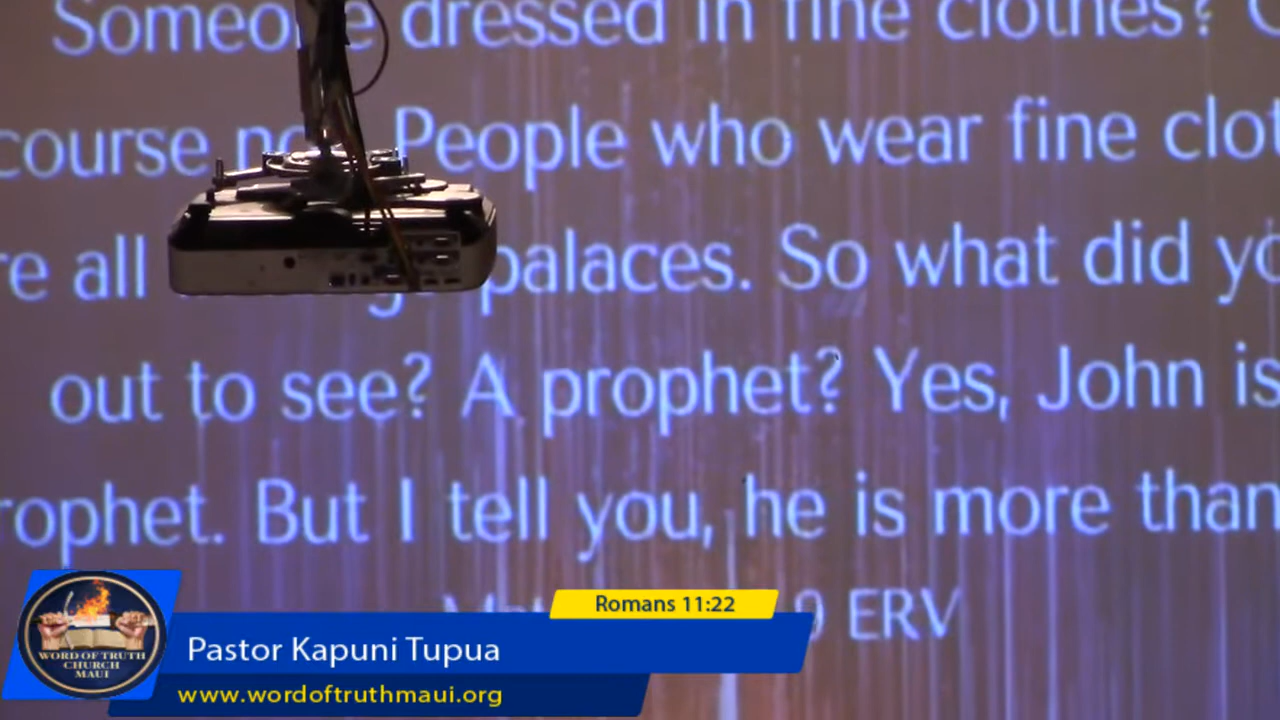 Someone dressed in fine clothes?
course People who wear fine clot
re all palaces. So what did yo
out to see? A prophet? Yes, John is
rophet. But I tell you, he is more than
9 ERV
Romans 11:22
Pastor Kapuni Tupua
www.wordoftruthmaui.org
WORD OF TRUTH
CHURCH
MAUI